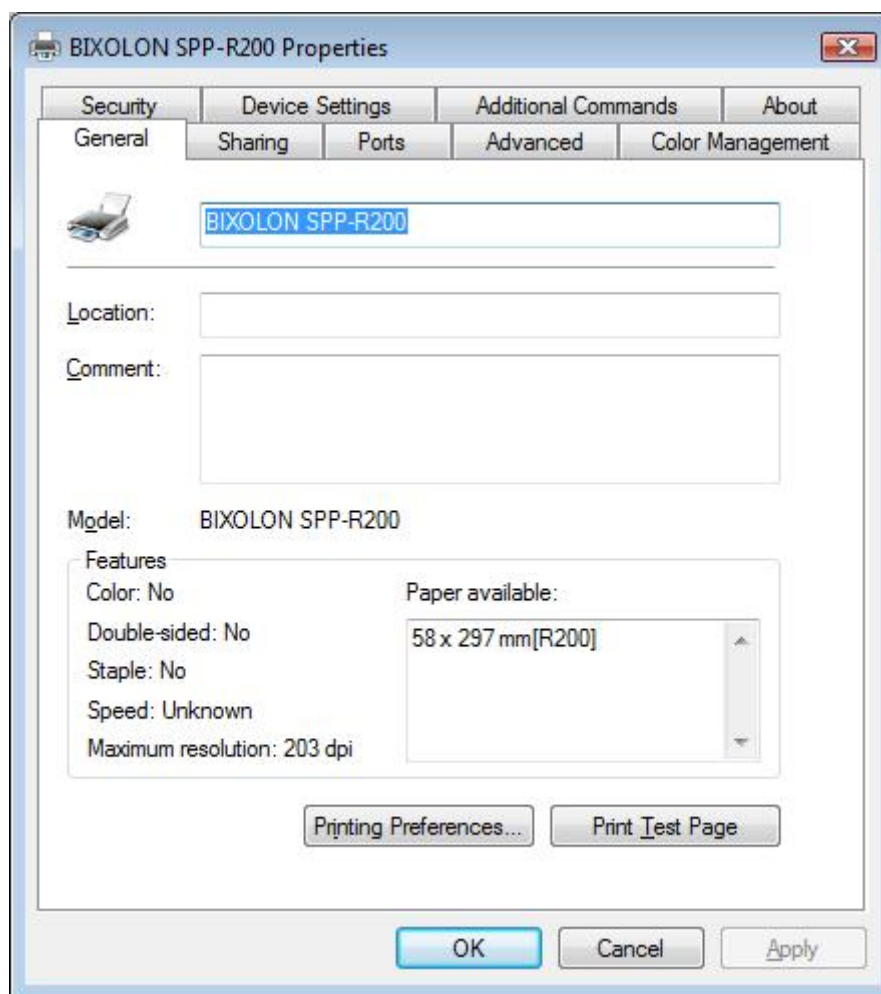 BIXOLON SPP-R200 Properties
Security Device Settings Additional Commands About
General Sharing Ports Advanced Color Management
BIXOLON SPP-R200
Location:
Comment:
Model: BIXOLON SPP-R200
Features
Color: No Paper available:
Double-sided: No 58 x 297 mm[R200]
Staple: No
Speed: Unknown
Maximum resolution: 203 dpi
Printing Preferences... Print Test Page
OK Cancel Apply